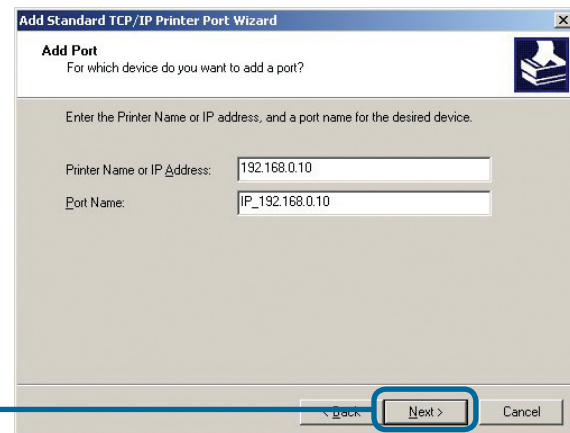 Add Standard TCP/IP Printer Port Wizard
Add Port
For which device do you want to add a port?
Enter the Printer Name or IP address, and a port name for the desired device.
Printer Name or IP Address: 192.168.0.10
Port Name: IP_192.168.0.10
< Back Next > Cancel